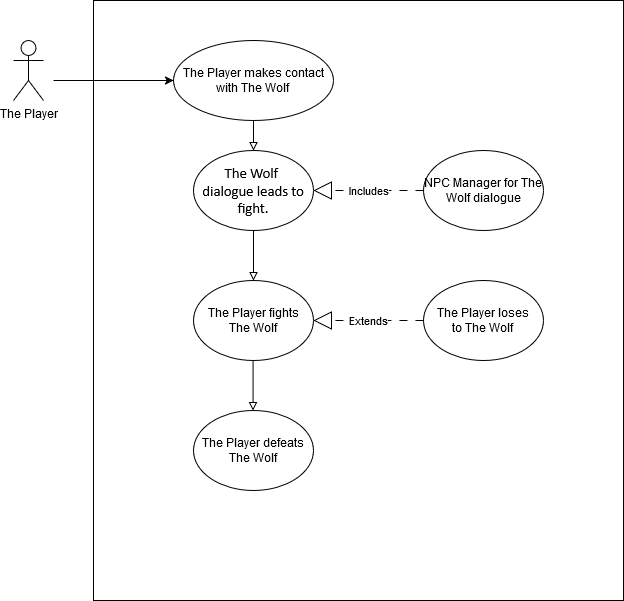 The Player
The Player makes contact
with The Wolf
The Wolf
dialogue leads to
fight.
Includes
NPC Manager for The
Wolf dialogue
The Player fights
The Wolf
Extends
The Player loses
to The Wolf
The Player defeats
The Wolf